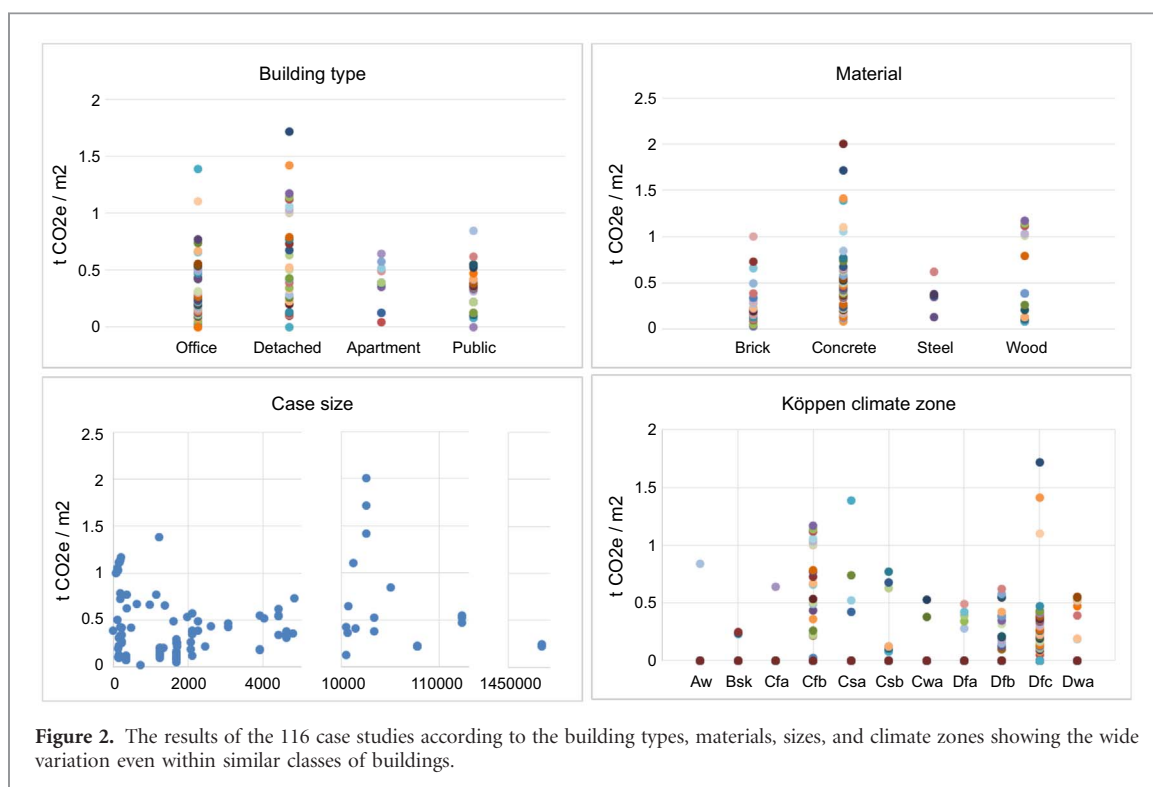 Building type
2
1.5
1
0.5
0
t CO2e / m2
Office Detached Apartment Public
Material
2.5
2
1.5
1
0.5
0
t CO2e / m2
Brick Concrete Steel Wood
Case size
2.5
2
1.5
1
0.5
0
t CO2e / m2
0 2000 4000 10000 110000 1450000
Köppen climate zone
2
1.5
1
0.5
0
t CO2e / m2
Aw Bsk Cfa Cfb Csa Csb Cwa Dfa Dfb Dfc Dwa
Figure 2. The results of the 116 case studies according to the building types, materials, sizes, and climate zones showing the wide
variation even within similar classes of buildings.